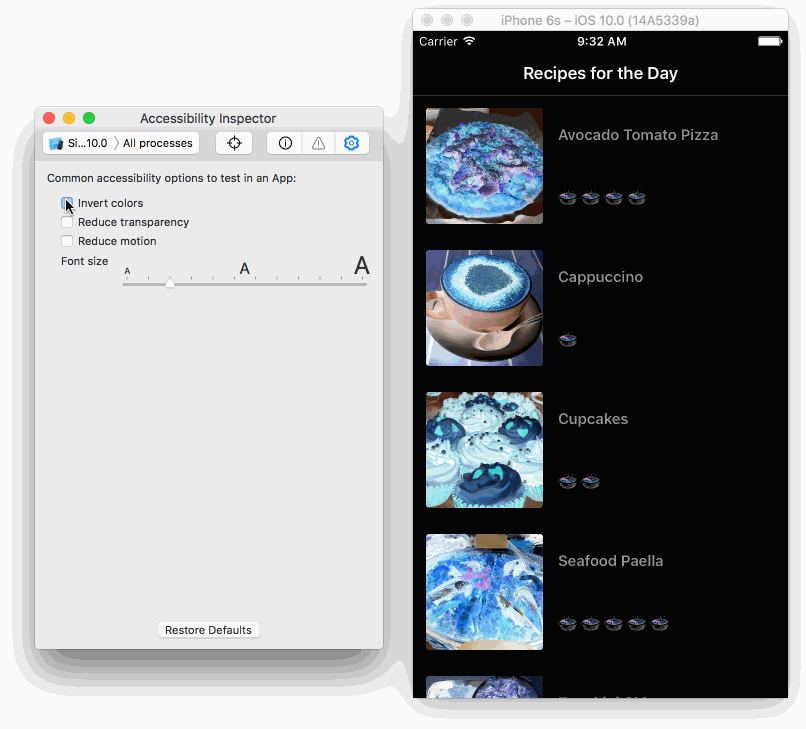 iPhone 6s – iOS 10.0 (14A5339a)
Carrier
9:32 AM
Recipes for the Day
Avocado Tomato Pizza
Cappuccino
Cupcakes
Seafood Paella
Accessibility Inspector
Si...10.0
All processes
Common accessibility options to test in an App:
Invert colors
Reduce transparency
Reduce motion
Font size
A A A
Restore Defaults